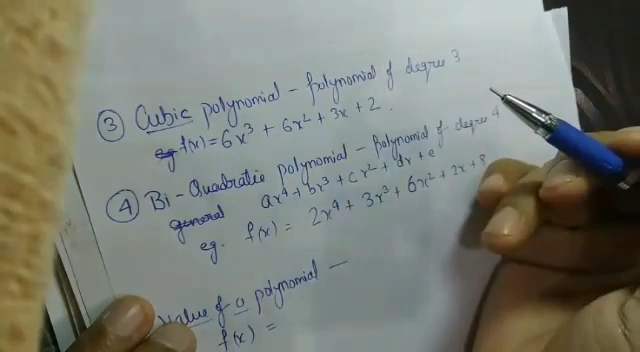 ③ Cubic polynomial - Polynomial of degree 3
eg f(x) = 6x³ + 6x² + 3x + 2.
④ Bi-Quadratic polynomial - Polynomial of degree 4
general ax⁴ + bx³ + cx² + dx + e
eg. f(x) = 2x⁴ + 3x³ + 6x² + 2x + 8
Value of a polynomial —
f(x) =